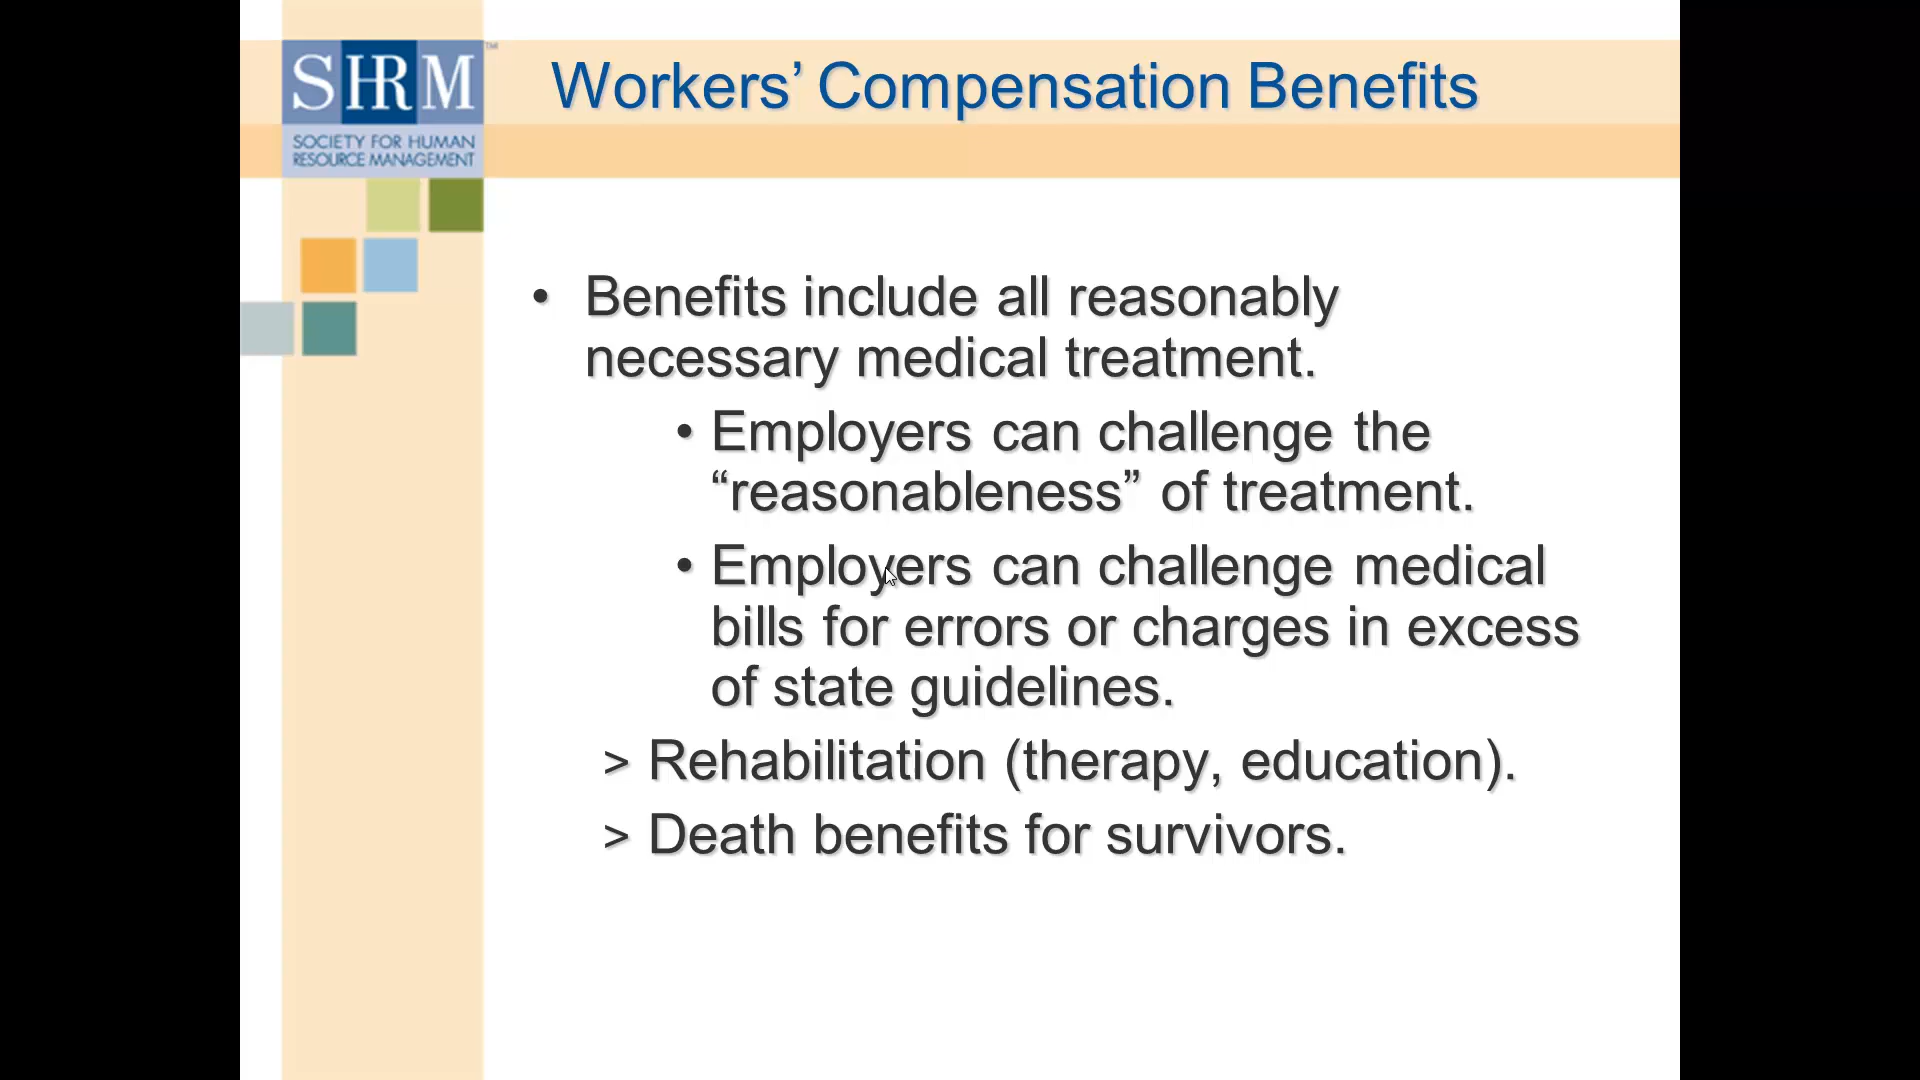 SHRM™
SOCIETY FOR HUMAN
RESOURCE MANAGEMENT
Workers’ Compensation Benefits
• Benefits include all reasonably
necessary medical treatment.
• Employers can challenge the
“reasonableness” of treatment.
• Employers can challenge medical
bills for errors or charges in excess
of state guidelines.
> Rehabilitation (therapy, education).
> Death benefits for survivors.